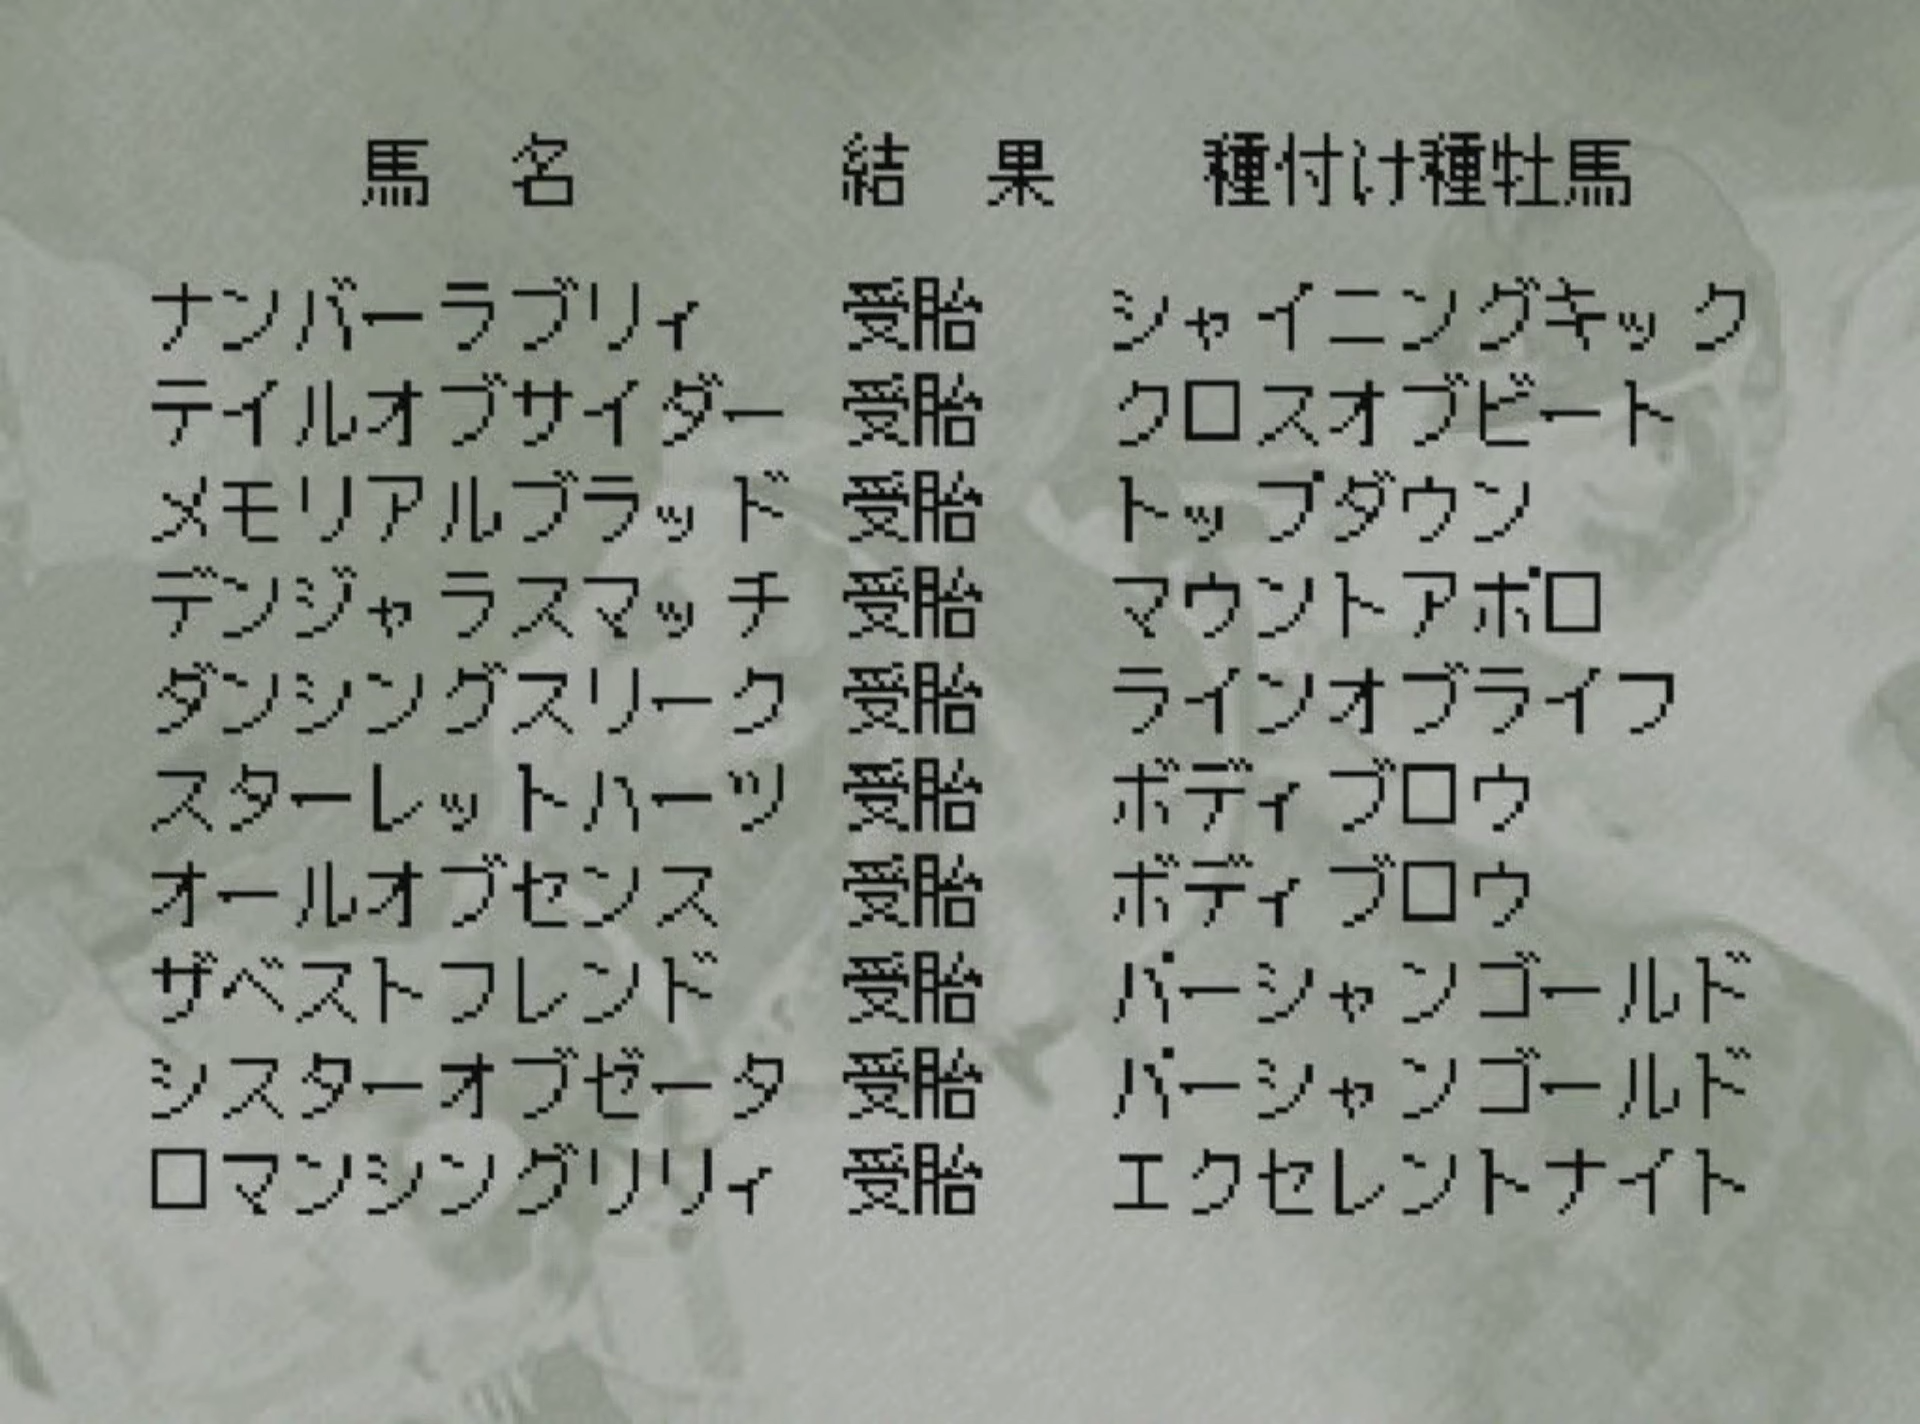 馬 名 結 果 種付け種牡馬
ナンバーラブリィ 受胎 シャイニングキック
テイルオブサイダー 受胎 クロスオブビート
メモリアルブラッド 受胎 トップダウン
デンジャラスマッチ 受胎 マウントアポロ
ダンシングスリーク 受胎 ラインオブライフ
スターレットハーツ 受胎 ボディブロウ
オールオブセンス 受胎 ボディブロウ
ザベストフレンド 受胎 パーシャンゴールド
シスターオブゼータ 受胎 パーシャンゴールド
ロマンシングリリィ 受胎 エクセレントナイト